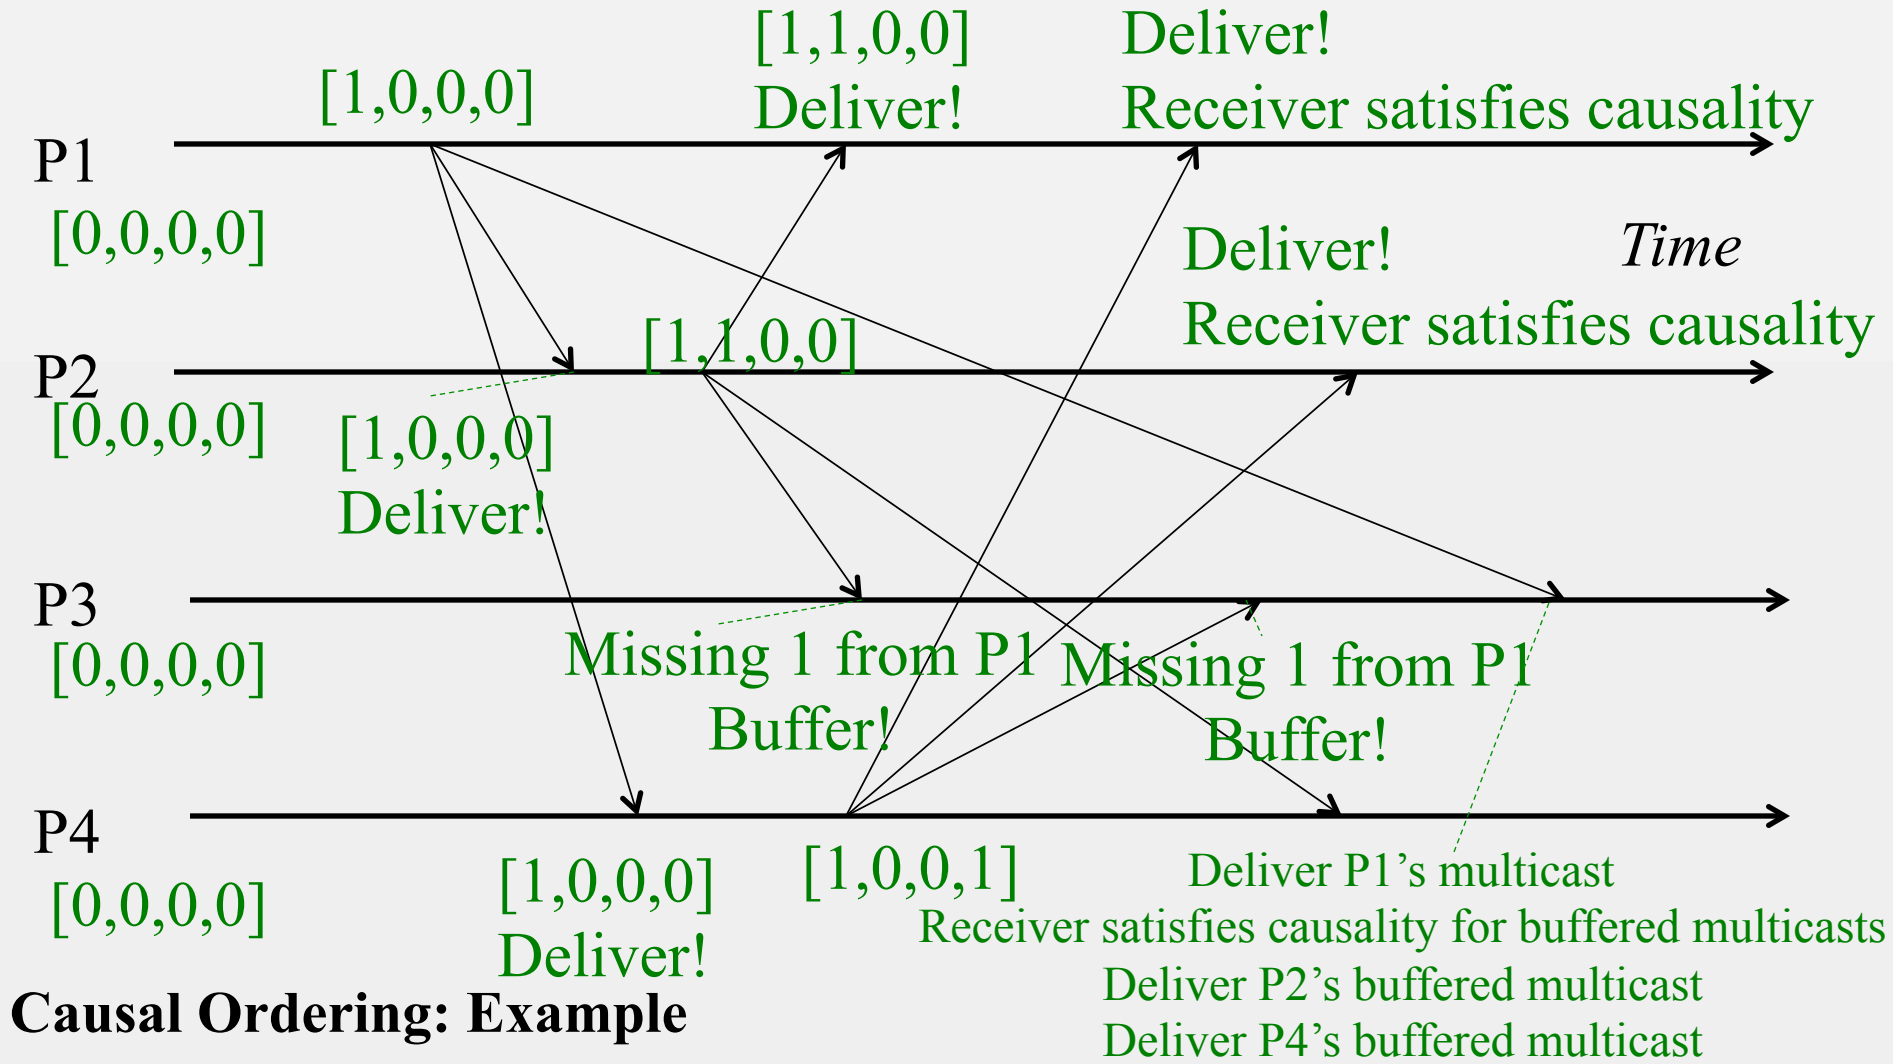 [1,1,0,0]
Deliver!
Deliver!
Receiver satisfies causality
[1,0,0,0]
P1
[0,0,0,0]
Deliver!
Receiver satisfies causality
Time
[1,1,0,0]
P2
[0,0,0,0]
[1,0,0,0]
Deliver!
P3
[0,0,0,0]
Missing 1 from P1
Buffer!
Missing 1 from P1
Buffer!
P4
[0,0,0,0]
[1,0,0,0]
Deliver!
[1,0,0,1]
Deliver P1’s multicast
Receiver satisfies causality for buffered multicasts
Deliver P2’s buffered multicast
Deliver P4’s buffered multicast
Causal Ordering: Example